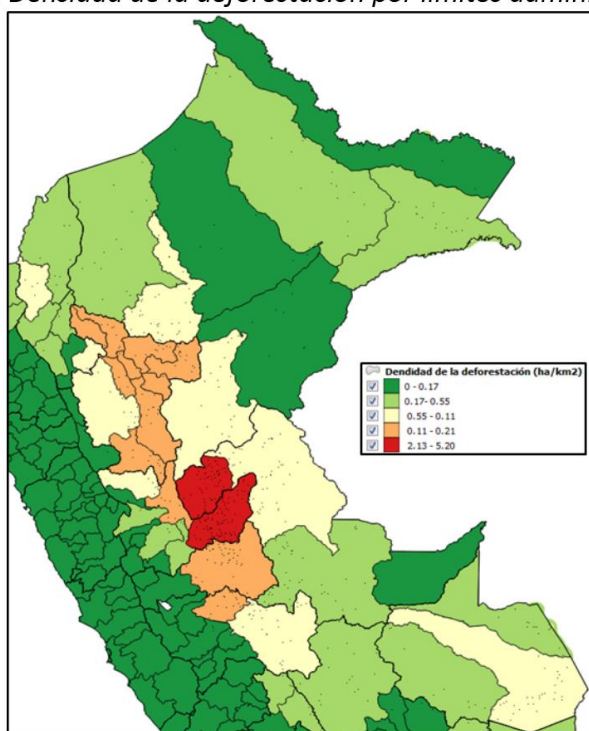 Densidad de la deforestación por límites admini
Dendidad de la deforestación (ha/km2)
0 - 0.17
0.17- 0.55
0.55 - 0.11
0.11 - 0.21
2.13 - 5.20